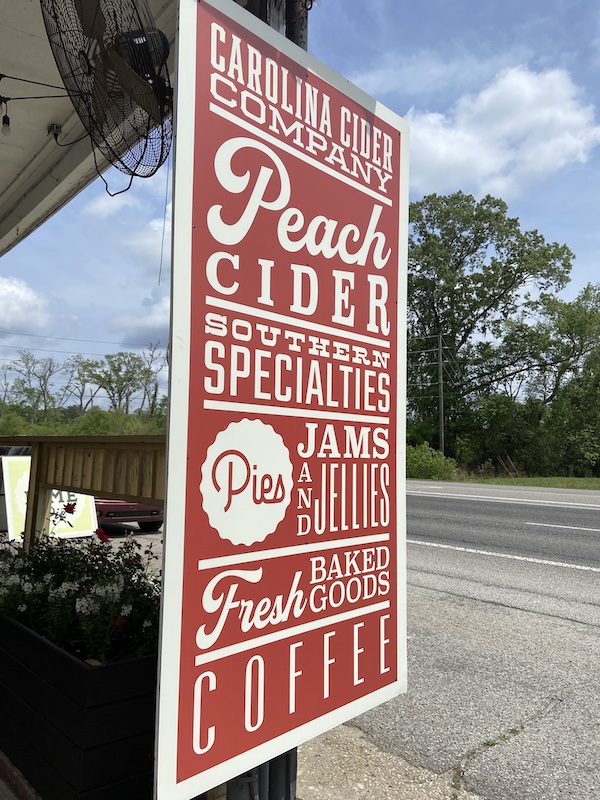 CAROLINA CIDER
COMPANY
Peach
CIDER
SOUTHERN
SPECIALTIES
Pies
JAMS
AND
JELLIES
Fresh
BAKED
GOODS
COFFEE